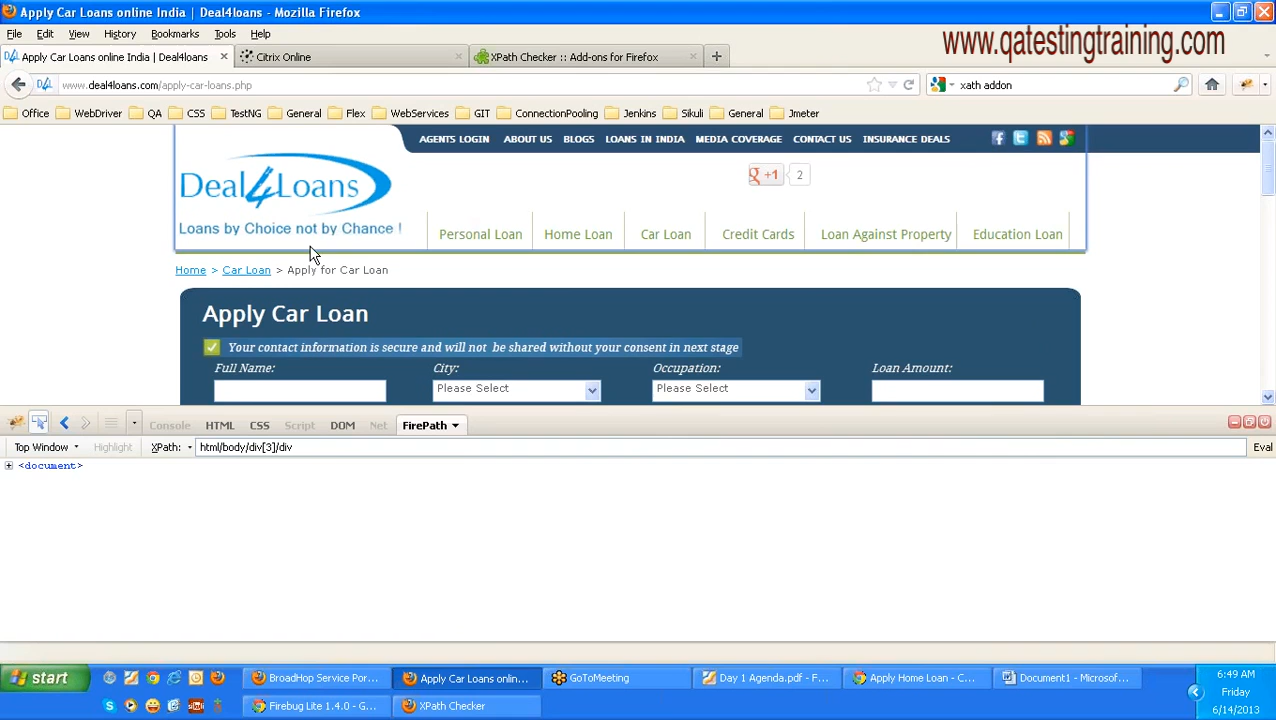 Apply Car Loans online India | Deal4loans - Mozilla Firefox
File Edit View History Bookmarks Tools Help
www.qatestingtraining.com
Apply Car Loans online India | Deal4loans × Citrix Online × XPath Checker :: Add-ons for Firefox ×
www.deal4loans.com/apply-car-loans.php
xath addon
Office WebDriver QA CSS TestNG General Flex WebServices GIT ConnectionPooling Jenkins Sikuli General Jmeter
AGENTS LOGIN ABOUT US BLOGS LOANS IN INDIA MEDIA COVERAGE CONTACT US INSURANCE DEALS
Deal4Loans
+1 2
Loans by Choice not by Chance !
Personal Loan Home Loan Car Loan Credit Cards Loan Against Property Education Loan
Home > Car Loan > Apply for Car Loan
Apply Car Loan
Your contact information is secure and will not be shared without your consent in next stage
Full Name: City: Occupation: Loan Amount:
Please Select Please Select
Console HTML CSS Script DOM Net FirePath
Top Window Highlight XPath: html/body/div[3]/div Eval
<document>
start BroadHop Service Por... Apply Car Loans onlin... GoToMeeting Day 1 Agenda.pdf - F... Apply Home Loan - C... Document1 - Microsof... 6:49 AM
Friday
Firebug Lite 1.4.0 - G... XPath Checker 6/14/2013